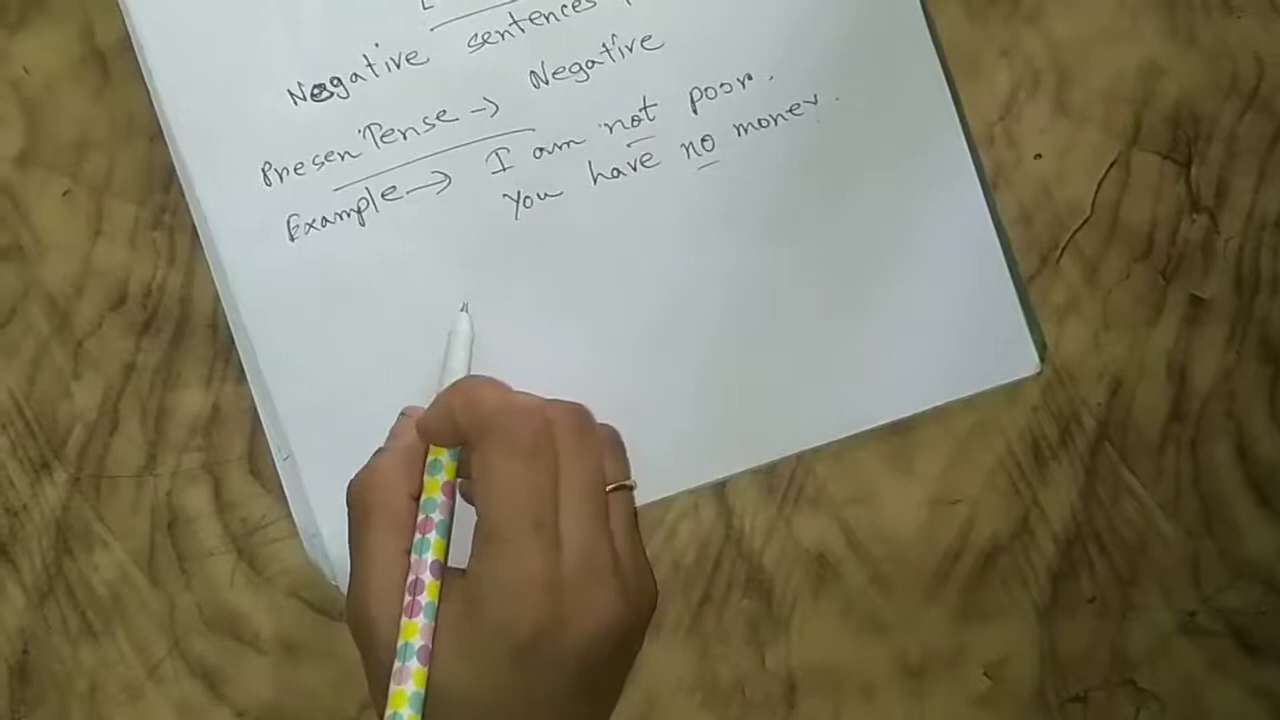 Negative sentences
Presen Tense → Negative
Example → I am not poor.
You have no money.